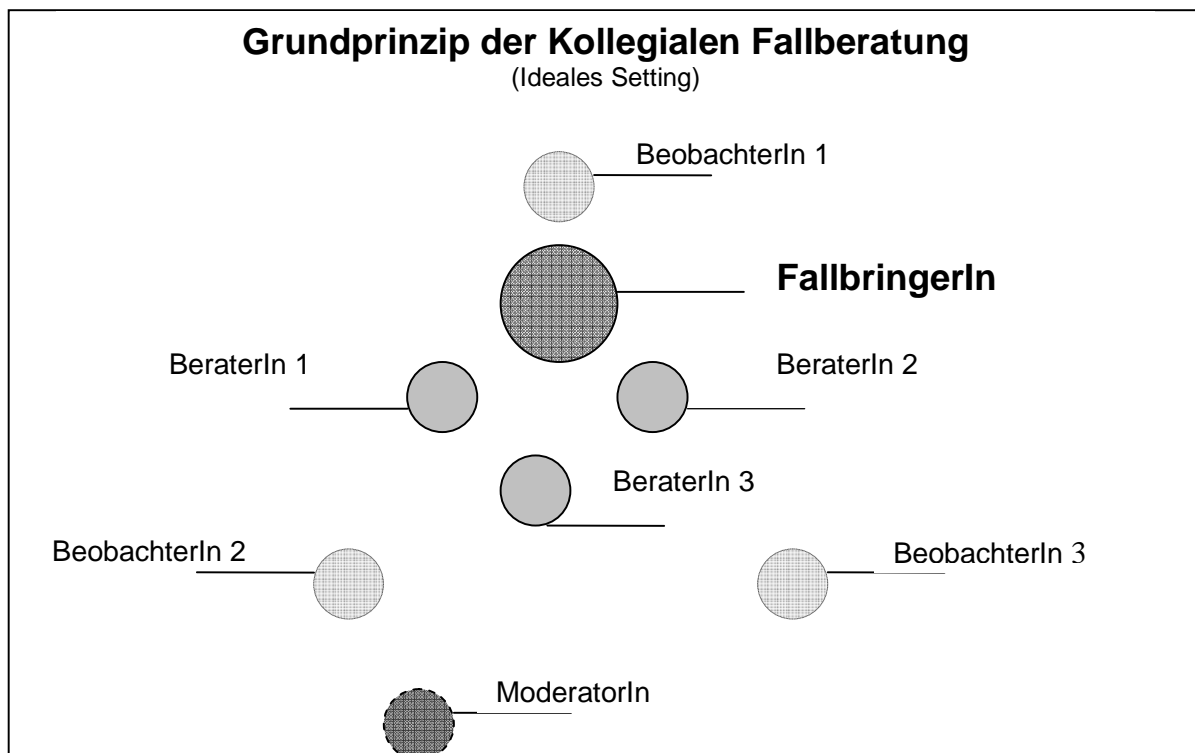 Grundprinzip der Kollegialen Fallberatung
(Ideales Setting)
BeobachterIn 1
FallbringerIn
BeraterIn 1
BeraterIn 2
BeraterIn 3
BeobachterIn 2
BeobachterIn 3
ModeratorIn